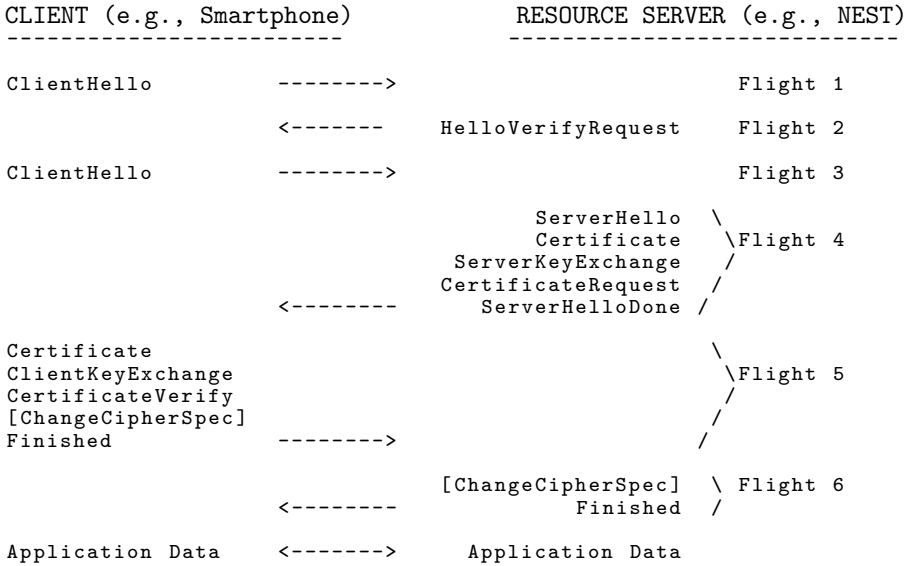 CLIENT (e.g., Smartphone) RESOURCE SERVER (e.g., NEST)
------------------------- -----------------------------
ClientHello --------> Flight 1
<------- HelloVerifyRequest Flight 2
ClientHello --------> Flight 3
ServerHello \
Certificate \Flight 4
ServerKeyExchange /
CertificateRequest /
<-------- ServerHelloDone /
Certificate \
ClientKeyExchange \Flight 5
CertificateVerify /
[ChangeCipherSpec] /
Finished --------> /
[ChangeCipherSpec] \ Flight 6
<-------- Finished /
Application Data <-------> Application Data